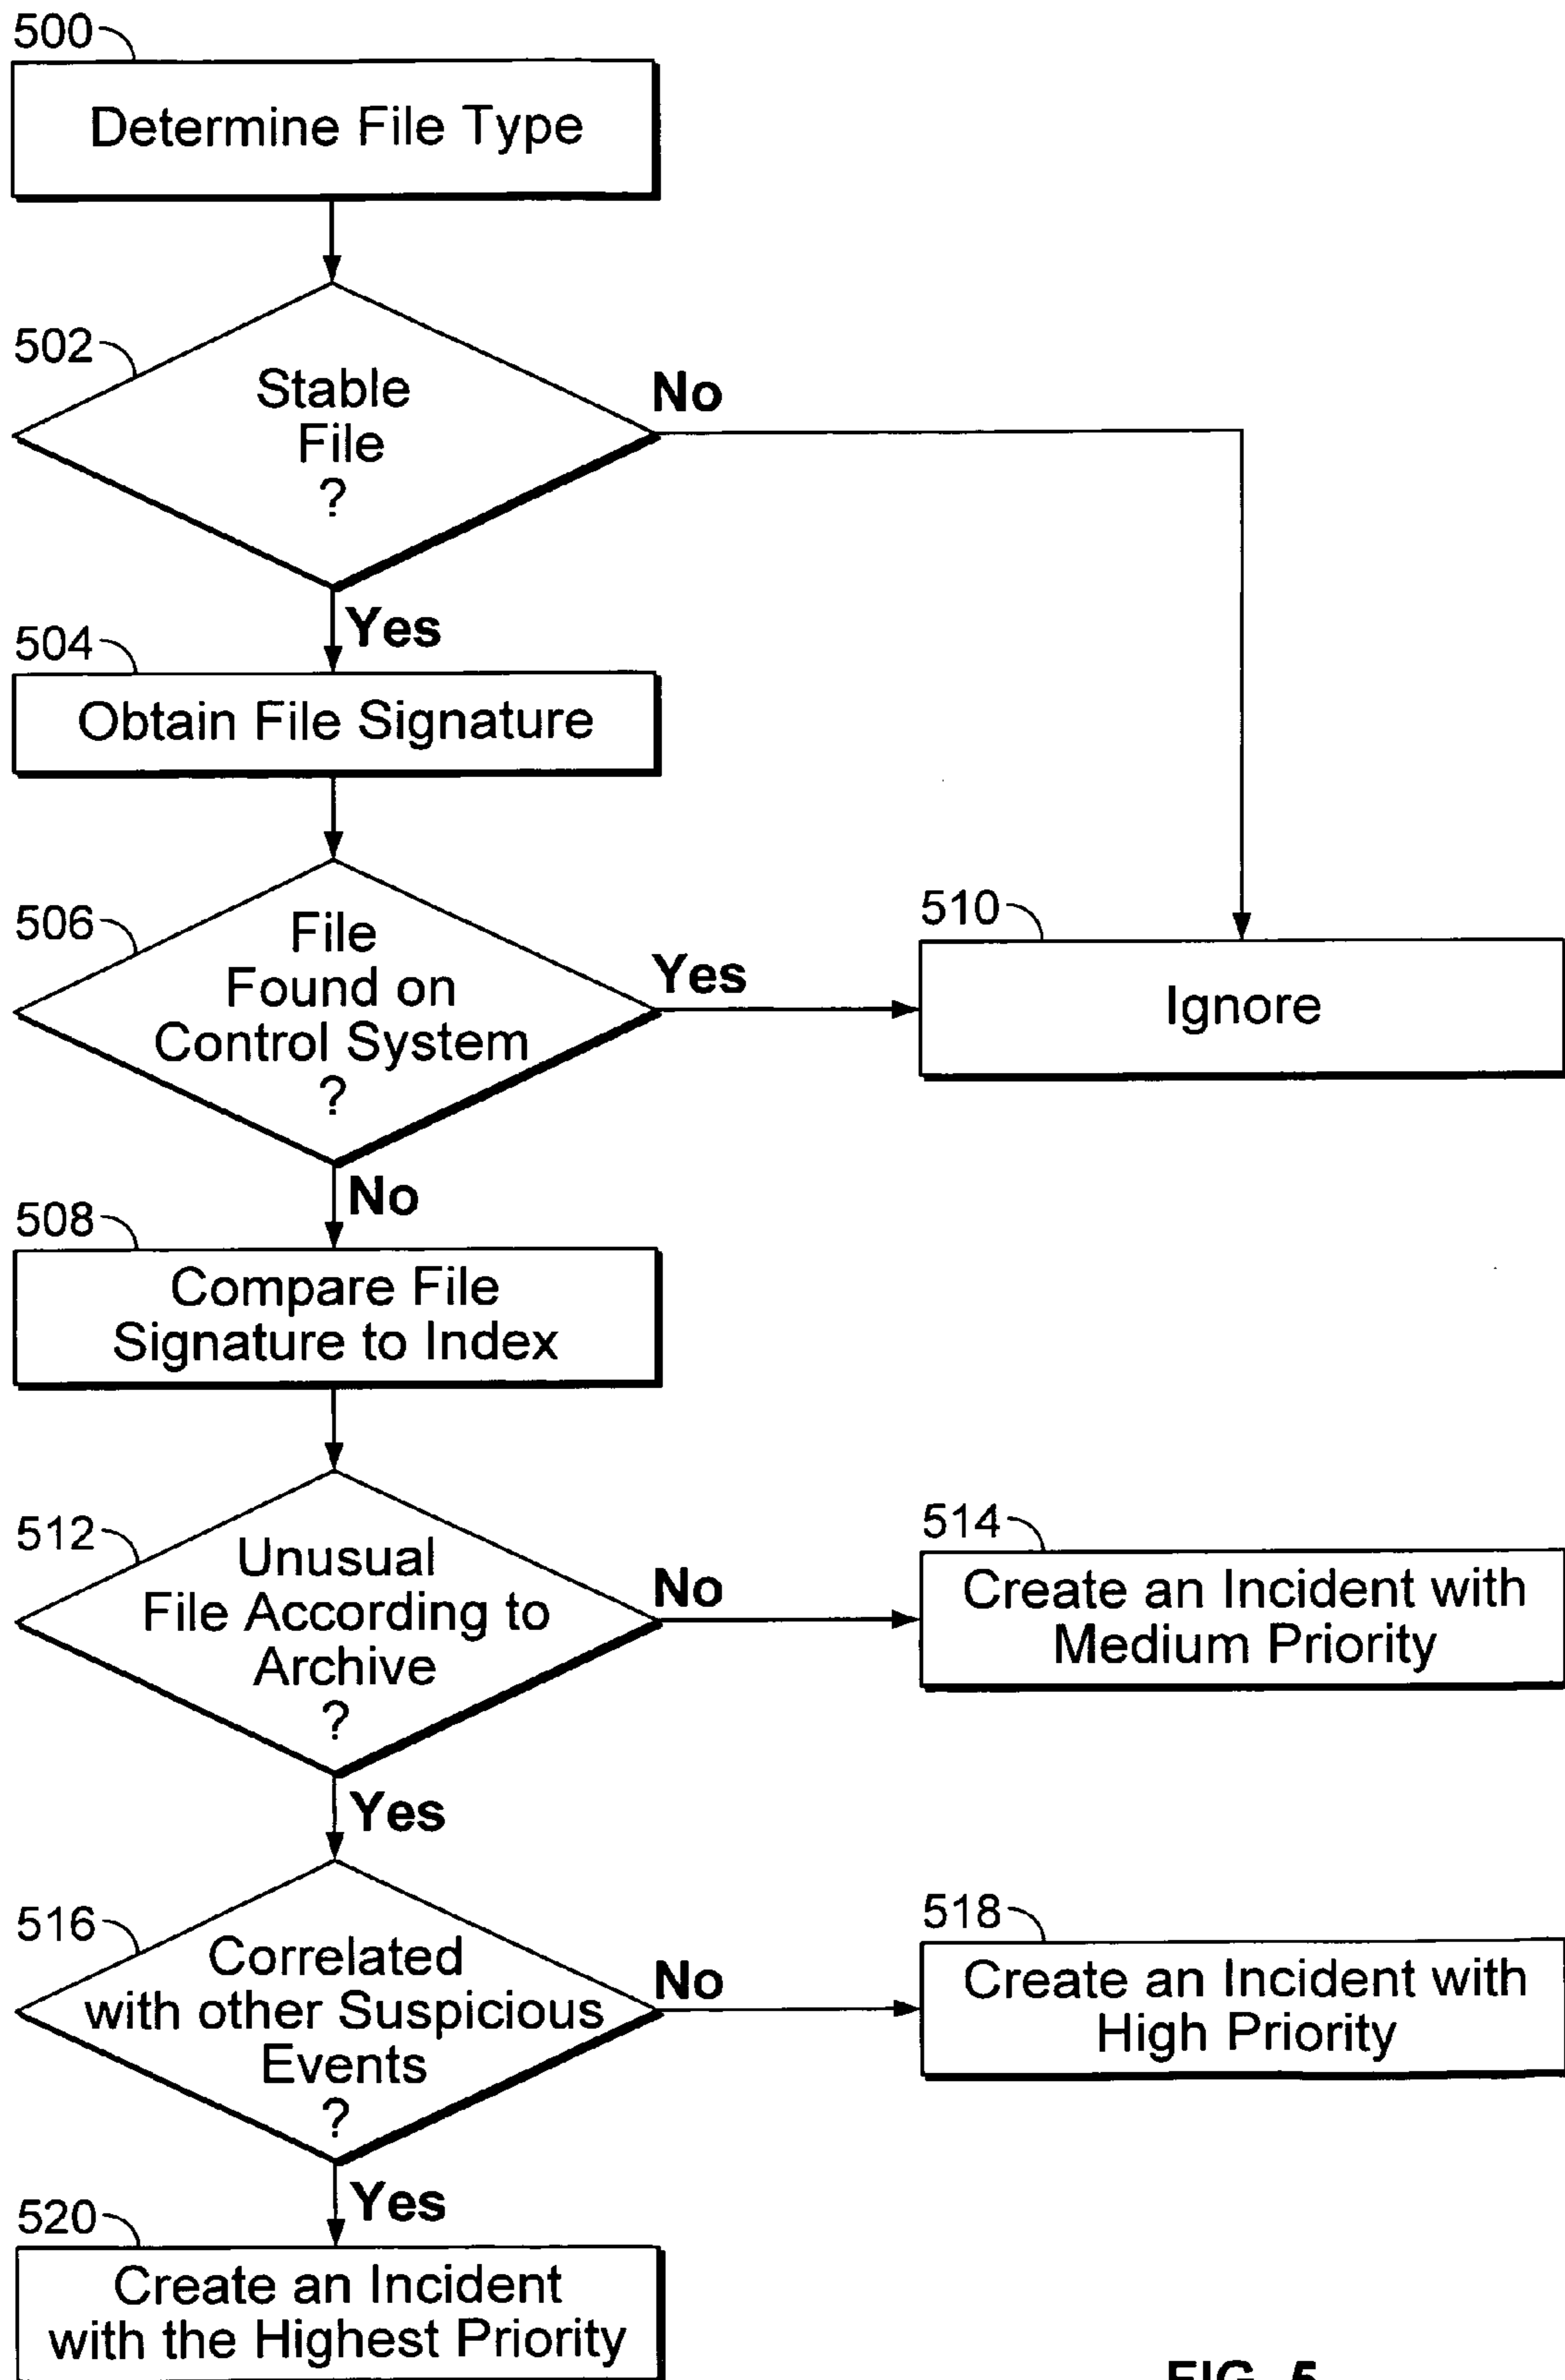 500
Determine File Type
502
Stable
File
?
No
Yes
504
Obtain File Signature
506
File
Found on
Control System
?
Yes
510
Ignore
No
508
Compare File
Signature to Index
512
Unusual
File According to
Archive
?
No
514
Create an Incident with
Medium Priority
Yes
516
Correlated
with other Suspicious
Events
?
No
518
Create an Incident with
High Priority
Yes
520
Create an Incident
with the Highest Priority
FIG. 5